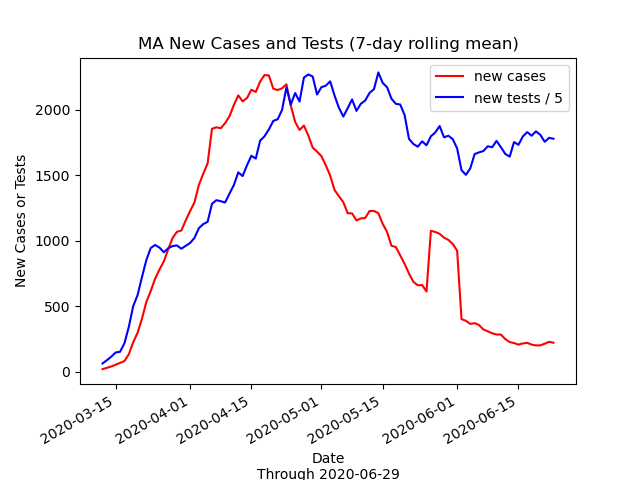 MA New Cases and Tests (7-day rolling mean)
new cases
new tests / 5
New Cases or Tests
2000
1500
1000
500
0
2020-03-15
2020-04-01
2020-04-15
2020-05-01
2020-05-15
2020-06-01
2020-06-15
Date
Through 2020-06-29